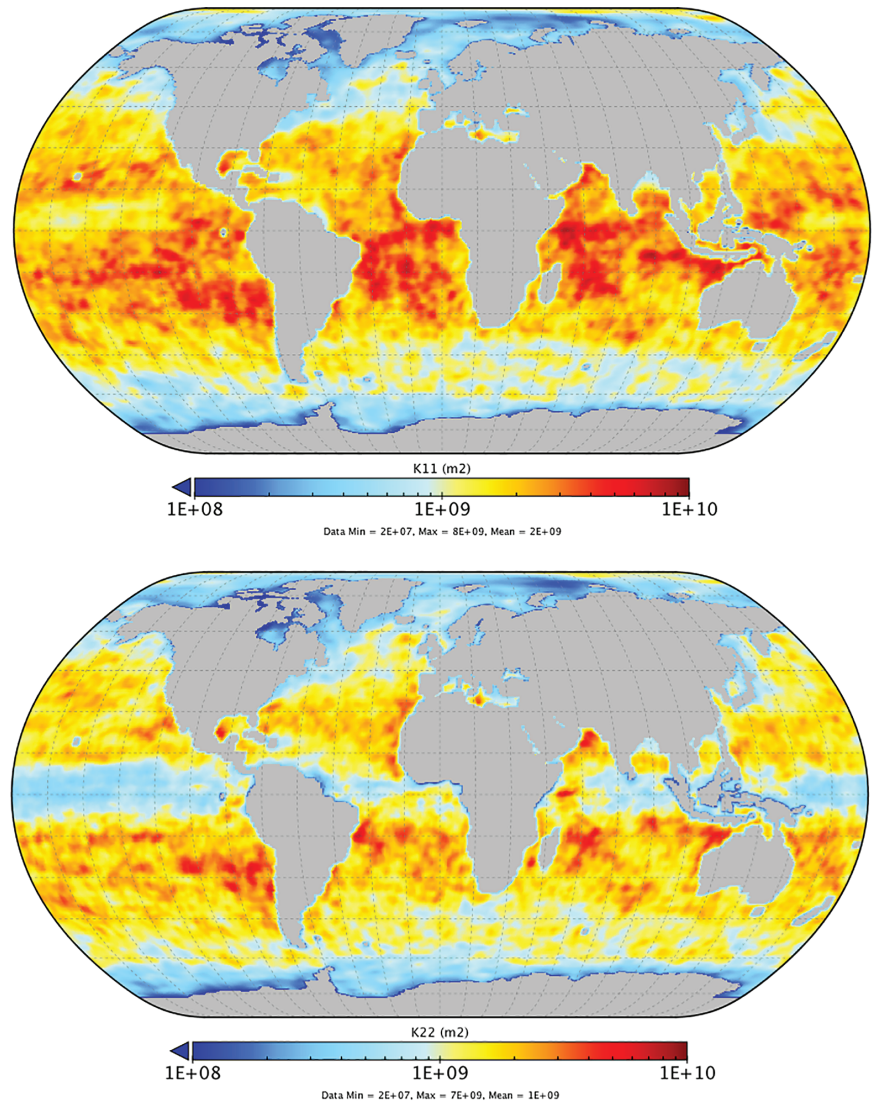 K11 (m2)
1E+08 1E+09 1E+10
Data Min = 2E+07, Max = 8E+09, Mean = 2E+09
K22 (m2)
1E+08 1E+09 1E+10
Data Min = 2E+07, Max = 7E+09, Mean = 1E+09